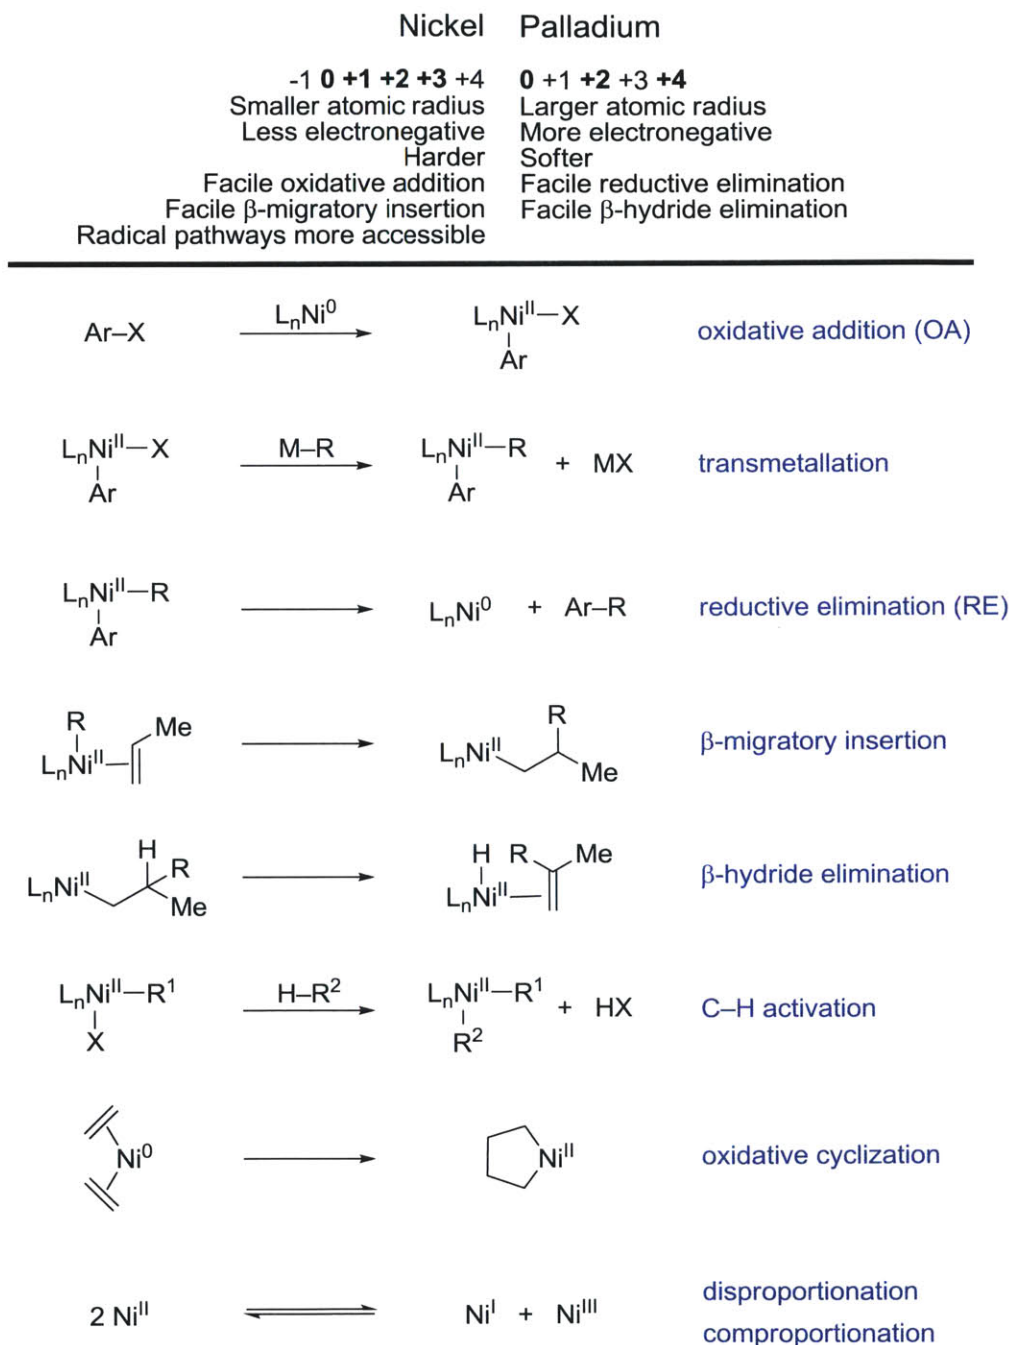 Nickel Palladium
-1 0 +1 +2 +3 +4 0 +1 +2 +3 +4
Smaller atomic radius Larger atomic radius
Less electronegative More electronegative
Harder Softer
Facile oxidative addition Facile reductive elimination
Facile β-migratory insertion Facile β-hydride elimination
Radical pathways more accessible
Ar–X LnNi⁰ LnNiᴵᴵ—X oxidative addition (OA)
Ar
LnNiᴵᴵ—X M–R LnNiᴵᴵ—R + MX transmetallation
Ar Ar
LnNiᴵᴵ—R LnNi⁰ + Ar–R reductive elimination (RE)
Ar
R Me R
LnNiᴵᴵ LnNiᴵᴵ Me β-migratory insertion
H R H R Me
LnNiᴵᴵ Me LnNiᴵᴵ β-hydride elimination
LnNiᴵᴵ—R¹ H–R² LnNiᴵᴵ—R¹ + HX C–H activation
X R²
Ni⁰ Niᴵᴵ oxidative cyclization
2 Niᴵᴵ Niᴵ + Niᴵᴵᴵ disproportionation
comproportionation